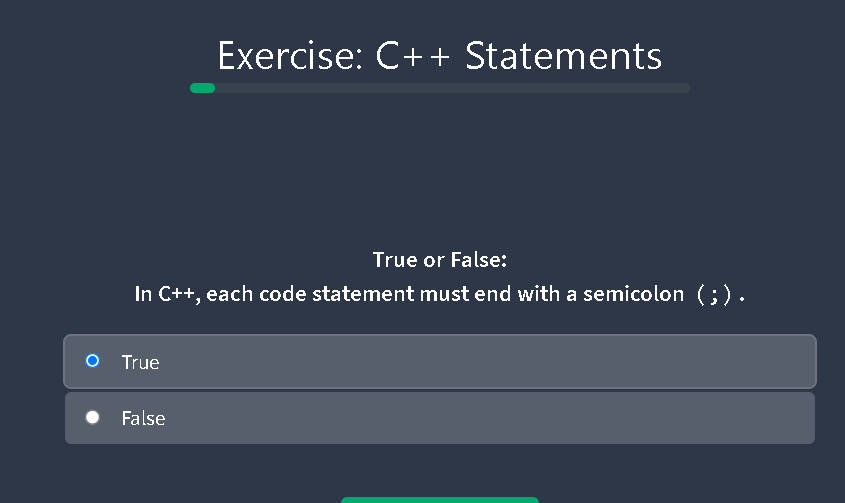 Exercise: C++ Statements
True or False:
In C++, each code statement must end with a semicolon (;).
True
False